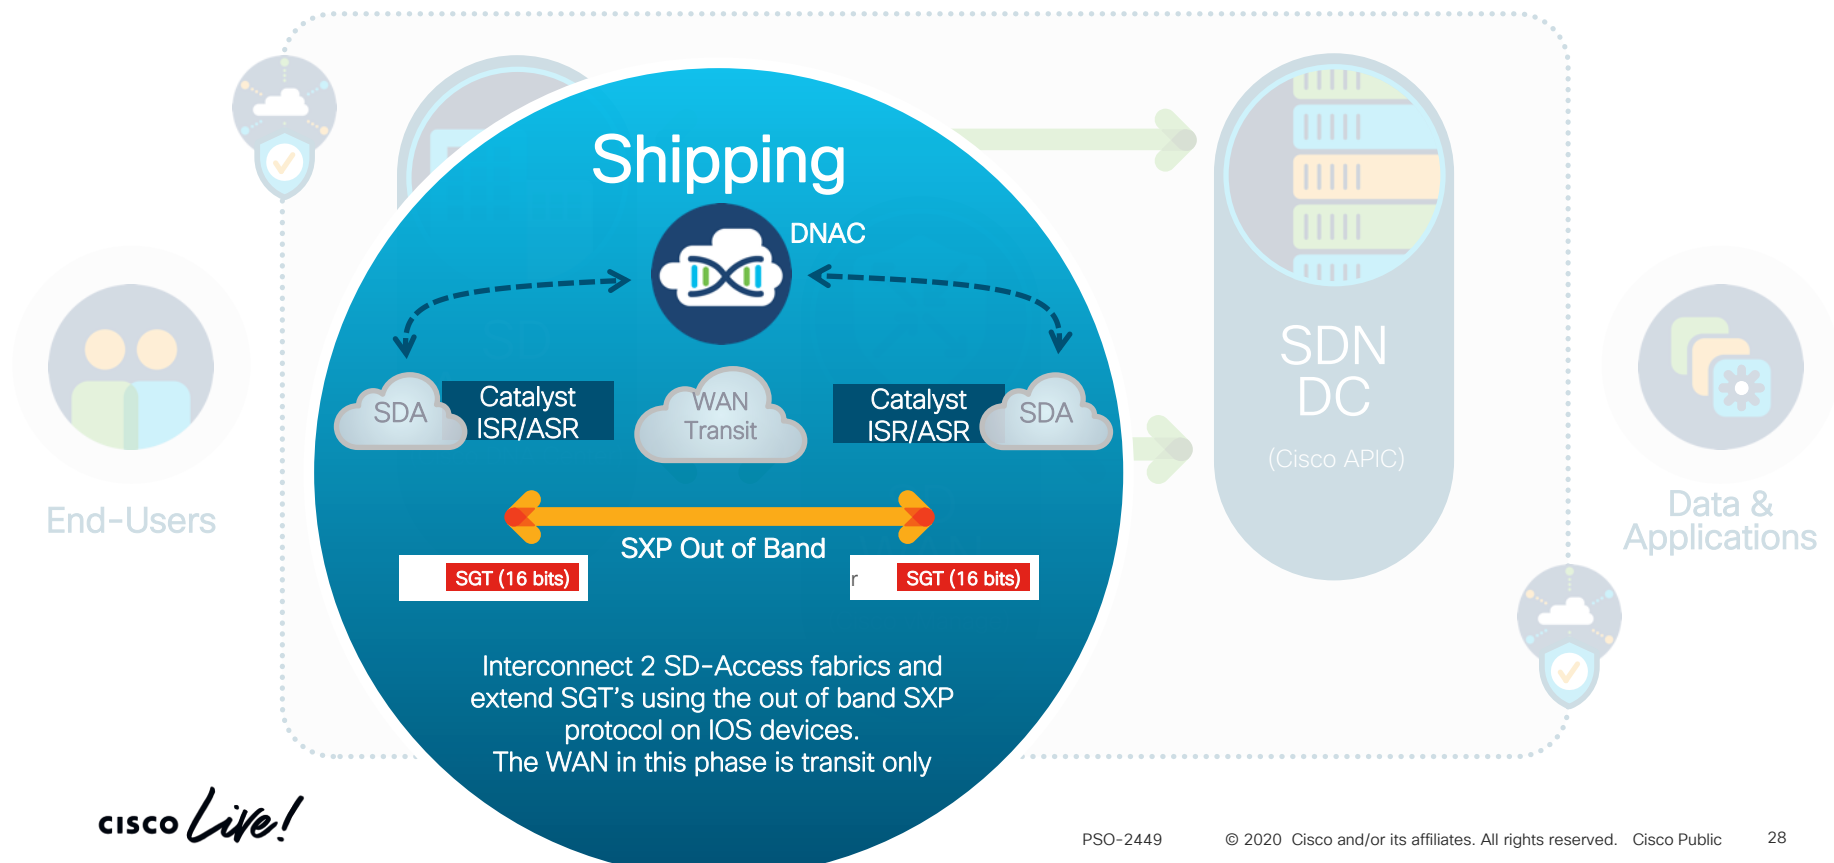 Shipping
DNAC
SD
SDA
Catalyst
ISR/ASR
WAN
Transit
Catalyst
ISR/ASR
SDA
SXP Out of Band
SGT (16 bits)
r
SGT (16 bits)
Interconnect 2 SD-Access fabrics and
extend SGT's using the out of band SXP
protocol on IOS devices.
The WAN in this phase is transit only
End-Users
SDN
DC
(Cisco APIC)
Data &
Applications
CISCO Live!
PSO-2449
© 2020 Cisco and/or its affiliates. All rights reserved. Cisco Public
28